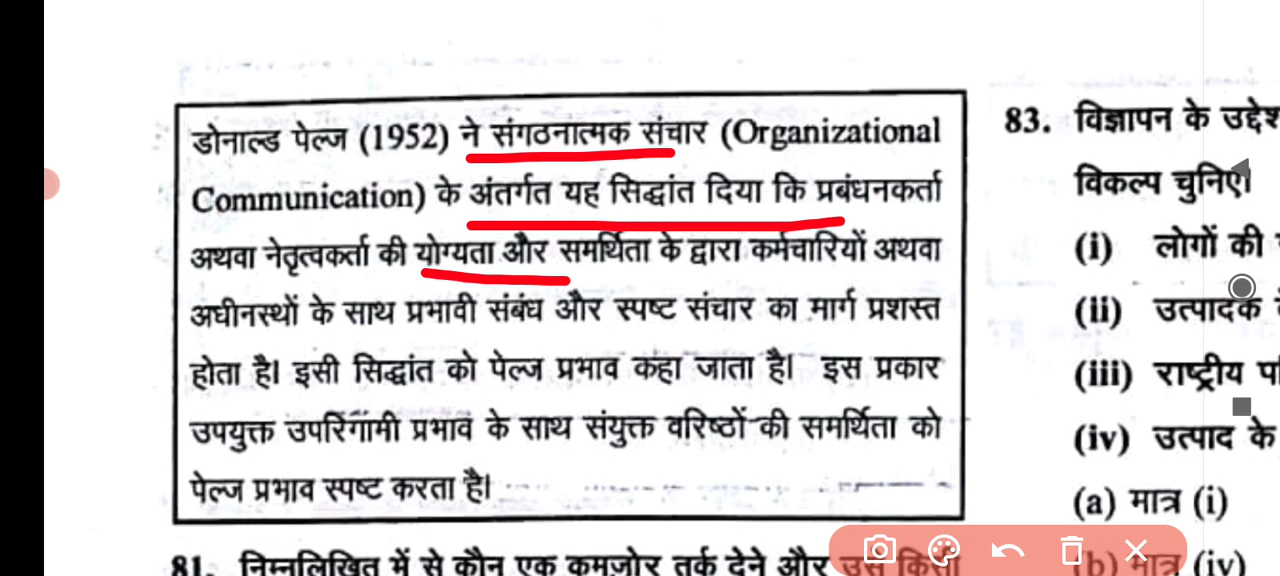 डोनाल्ड पेल्ज (1952) ने संगठनात्मक संचार (Organizational
Communication) के अंतर्गत यह सिद्धांत दिया कि प्रबंधनकर्ता
अथवा नेतृत्वकर्ता की योग्यता और समर्थिता के द्वारा कर्मचारियों अथवा
अधीनस्थों के साथ प्रभावी संबंध और स्पष्ट संचार का मार्ग प्रशस्त
होता है। इसी सिद्धांत को पेल्ज प्रभाव कहा जाता है। इस प्रकार
उपयुक्त उपरिगामी प्रभाव के साथ संयुक्त वरिष्ठों की समर्थिता को
पेल्ज प्रभाव स्पष्ट करता है।
81. निम्नलिखित में से कौन एक कमजोर तर्क देने और उसे किसी
83. विज्ञापन के
विकल्प चुनिए।
(i) लोगों की
(ii) उत्पादक
(iii) राष्ट्रीय
(iv) उत्पाद के
(a) मात्र (i)
(b) मात्र (iv)